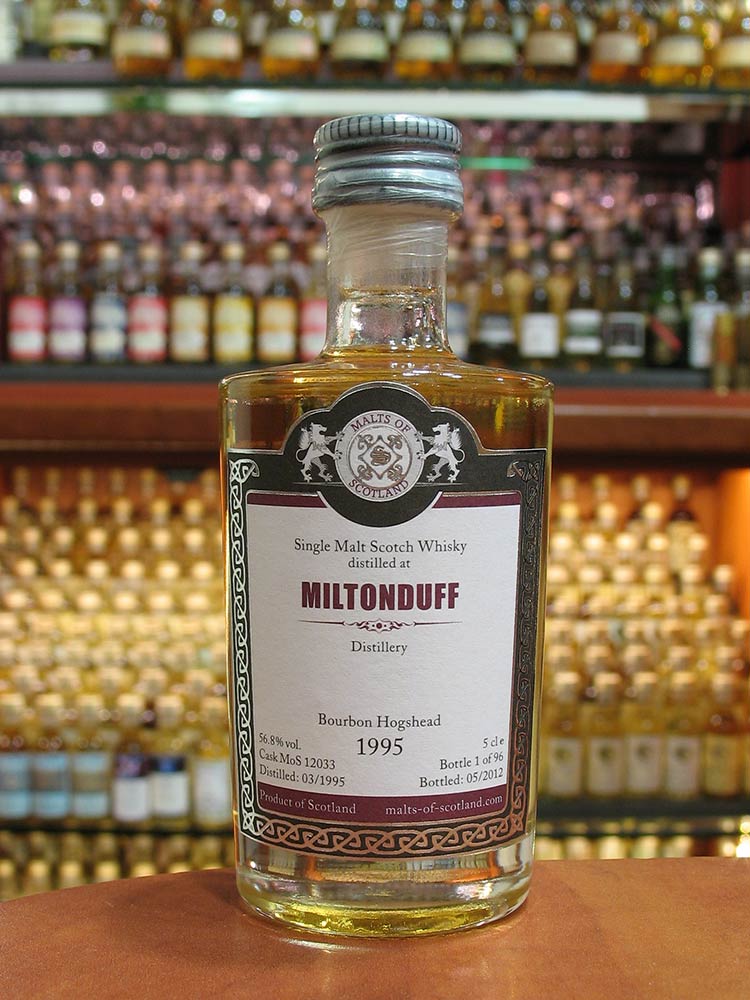 MALTS OF
SCOTLAND
Single Malt Scotch Whisky
distilled at
MILTONDUFF
Distillery
Bourbon Hogshead
1995
56.8% vol.
Cask MoS 12033
Distilled: 03/1995
5 cl e
Bottle 1 of 96
Bottled: 05/2012
Product of Scotland malts-of-scotland.com